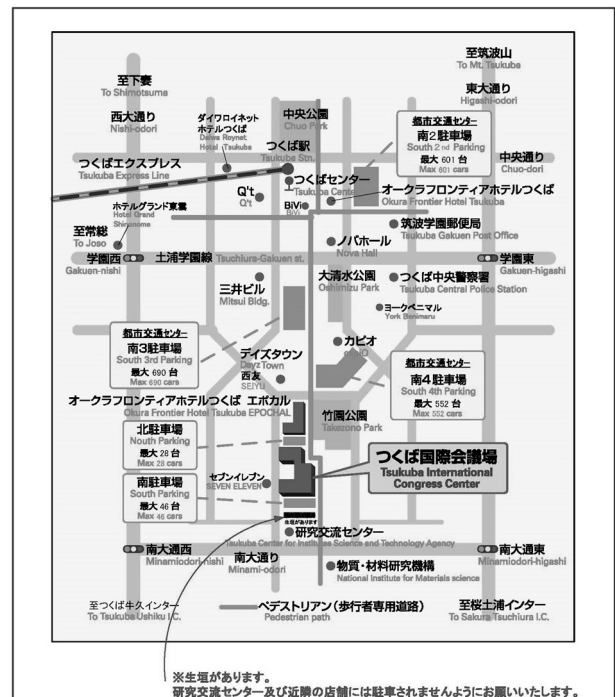 至筑波山
To Mt. Tsukuba
至下妻
To Shimotsuma
東大通り
Higashi-odori
西大通り
Nishi-odori
ダイワロイネット
ホテルつくば
Daiwa Roynet
Hotel Tsukuba
中央公園
Chuo Park
都市交通センター
南2駐車場
South 2nd Parking
最大 601 台
Max 601 cars
中央通り
Chuo-dori
つくば駅
Tsukuba Stn.
つくばエクスプレス
Tsukuba Express Line
つくばセンター
Tsukuba Center
Q't
Q't
BiVi
BiVi
オークラフロンティアホテルつくば
Okura Frontier Hotel Tsukuba
ホテルグランド東雲
Hotel Grand
Shinonome
筑波学園郵便局
Tsukuba Gakuen Post Office
至常総
To Joso
ノバホール
Nova Hall
学園西
Gakuen-nishi
土浦学園線
Tsuchiura-Gakuen st.
学園東
Gakuen-higashi
三井ビル
Mitsui Bldg.
大清水公園
Oshimizu Park
つくば中央警察署
Tsukuba Central Police Station
ヨークベニマル
York Benimaru
都市交通センター
南3駐車場
South 3rd Parking
最大 690 台
Max 690 cars
カピオ
デイズタウン
Dayz Town
西友
SEIYU
都市交通センター
南4駐車場
South 4th Parking
最大 552 台
Max 552 cars
オークラフロンティアホテルつくば エポカル
Okura Frontier Hotel Tsukuba EPOCHAL
竹園公園
Takezono Park
北駐車場
Nouth Parking
最大 28 台
Max 28 cars
つくば国際会議場
Tsukuba International
Congress Center
南駐車場
South Parking
最大 46 台
Max 46 cars
セブンイレブン
SEVEN ELEVEN
生垣があります
研究交流センター
Tsukuba Center for Institutes Science and Technology Agency
南大通西
Minamiodori-nishi
南大通り
Minami-odori
南大通東
Minamiodori-higashi
物質・材料研究機構
National Institute for Materials science
至つくば牛久インター
To Tsukuba Ushiku I.C.
ペデストリアン(歩行者専用道路)
Pedestrian path
至桜土浦インター
To Sakura Tsuchiura I.C.
※生垣があります。
研究交流センター及び近隣の店舗には駐車されませんようにお願いいたします。